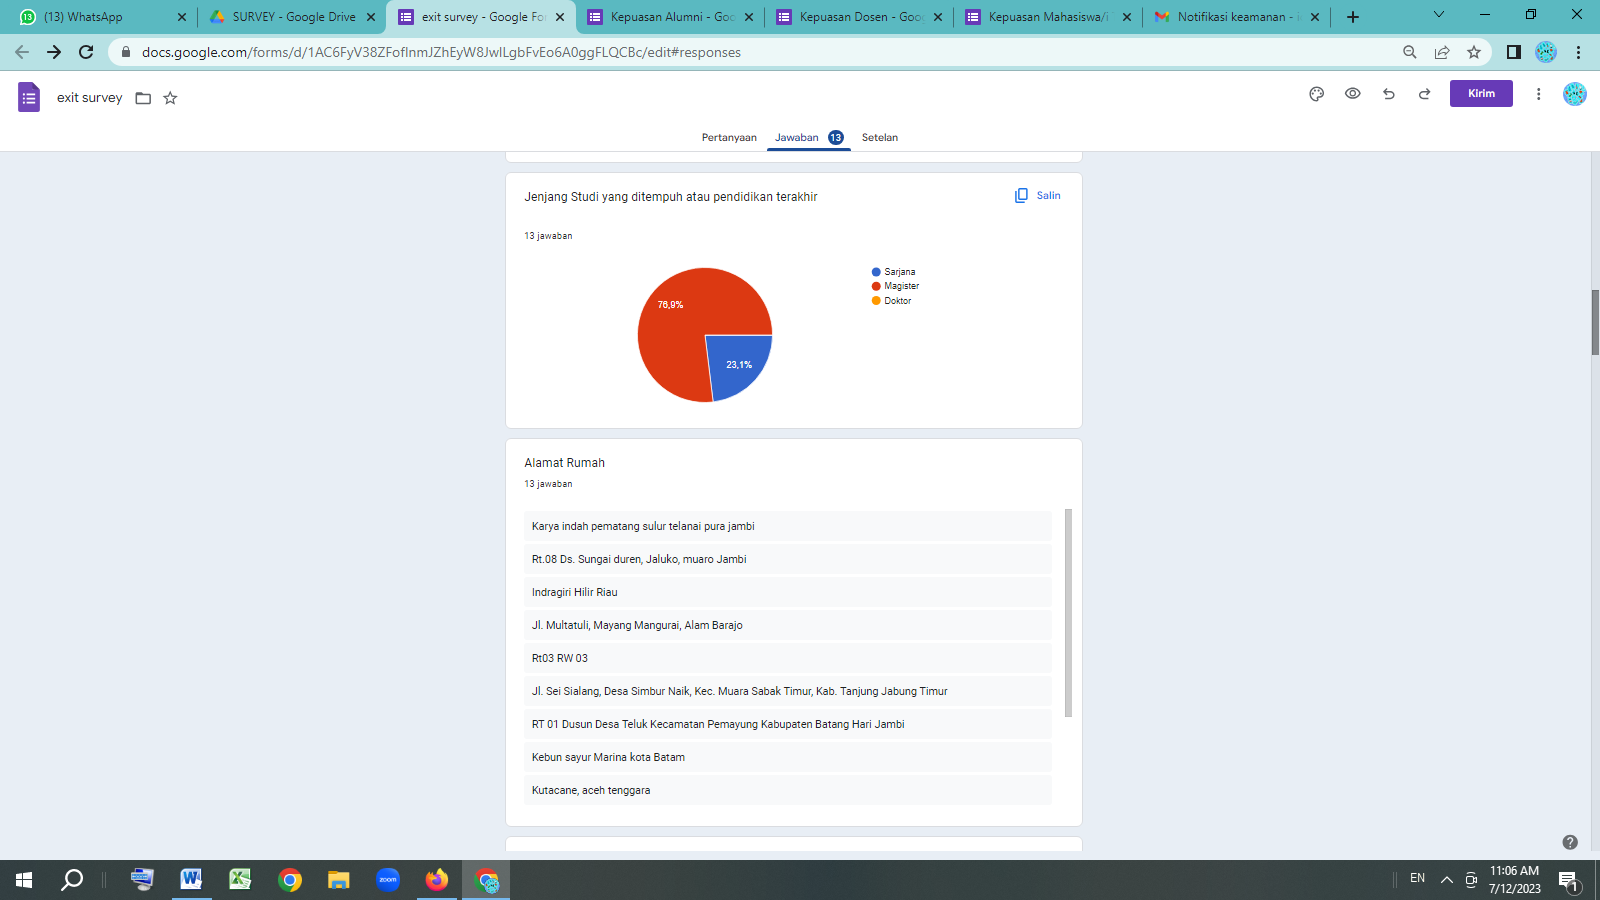 (13) WhatsApp
SURVEY - Google Drive
exit survey - Google Fo
Kepuasan Alumni - Goo
Kepuasan Dosen - Goog
Kepuasan Mahasiswa/i
Notifikasi keamanan - i
docs.google.com/forms/d/1AC6FyV38ZFofInmJZhEyW8JwlLgbFvEo6A0ggFLQCBc/edit#responses
exit survey
Kirim
Pertanyaan
Jawaban 13
Setelan
Jenjang Studi yang ditempuh atau pendidikan terakhir
Salin
13 jawaban
76,9%
23,1%
Sarjana
Magister
Doktor
Alamat Rumah
13 jawaban
Karya indah pematang sulur telanai pura jambi
Rt.08 Ds. Sungai duren, Jaluko, muaro Jambi
Indragiri Hilir Riau
Jl. Multatuli, Mayang Mangurai, Alam Barajo
Rt03 RW 03
Jl. Sei Sialang, Desa Simbur Naik, Kec. Muara Sabak Timur, Kab. Tanjung Jabung Timur
RT 01 Dusun Desa Teluk Kecamatan Pemayung Kabupaten Batang Hari Jambi
Kebun sayur Marina kota Batam
Kutacane, aceh tenggara
zoom
EN
11:06 AM
7/12/2023
1